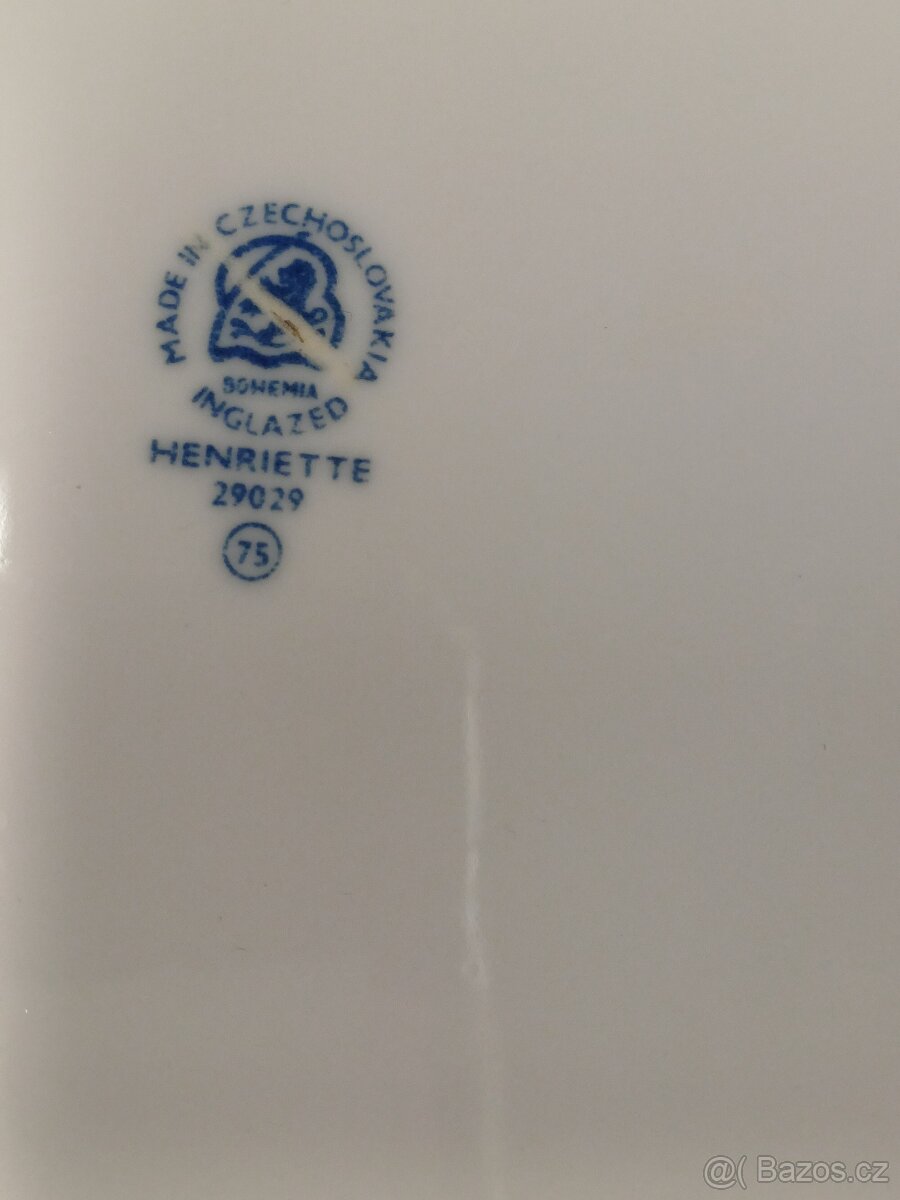 MADE IN CZECHOSLOVAKIA
BOHEMIA
INGLAZED
HENRIETTE
29029
75
@( Bazos.cz